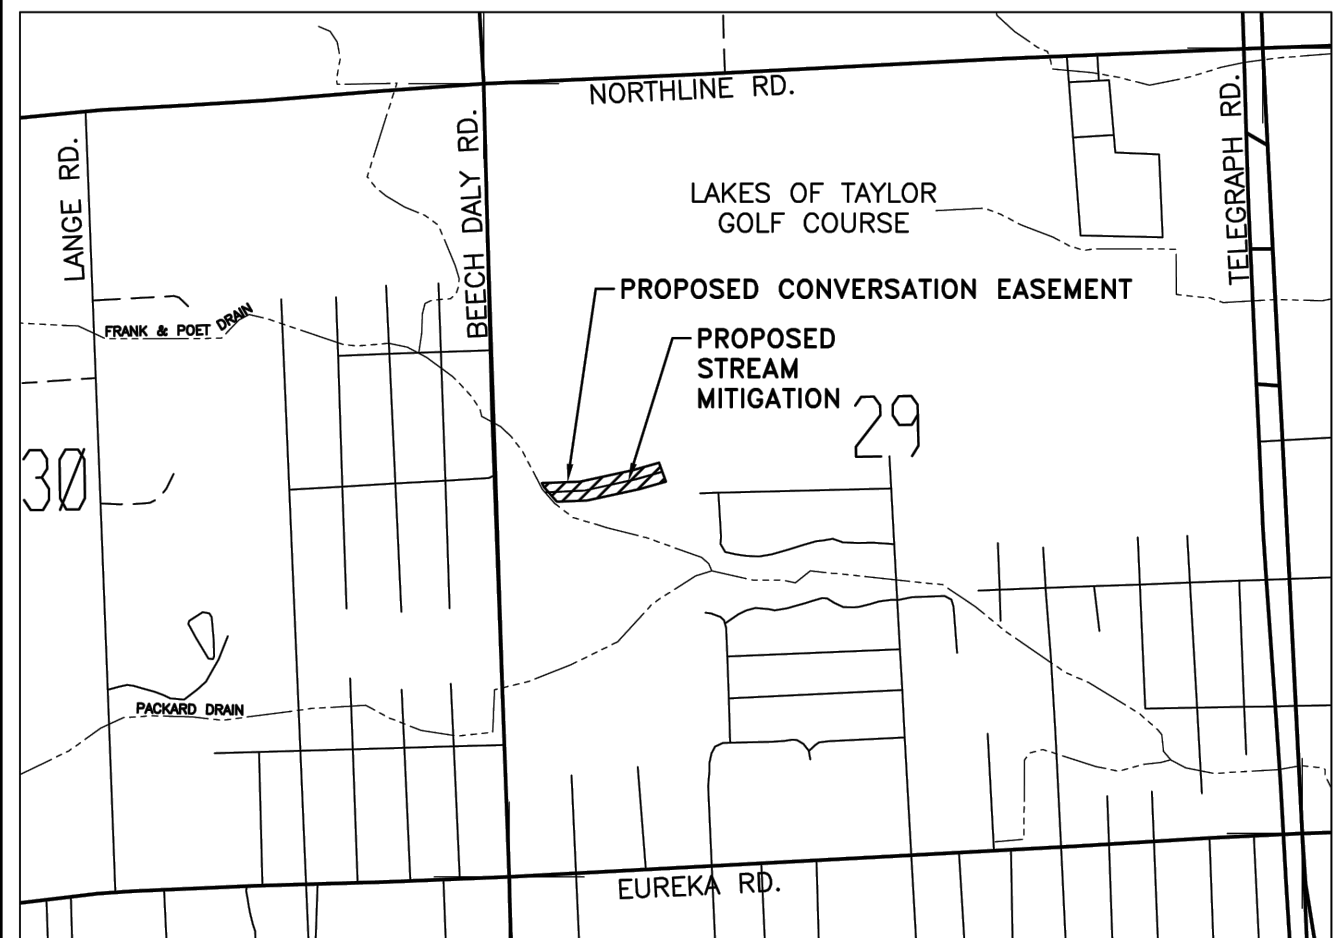 NORTHLINE RD.
LANGE RD.
BEECH DALY RD.
TELEGRAPH RD.
LAKES OF TAYLOR
GOLF COURSE
PROPOSED CONVERSATION EASEMENT
FRANK & POET DRAIN
PROPOSED
STREAM
MITIGATION
29
30
PACKARD DRAIN
EUREKA RD.